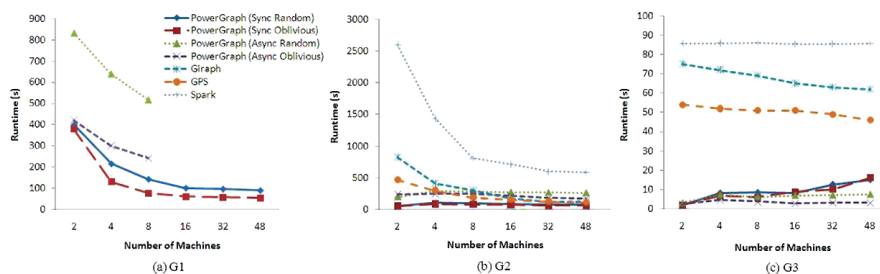 900
800
700
600
500
400
300
200
100
0
Runtime (s)
2 4 8 16 32 48
Number of Machines
(a) G1
PowerGraph (Sync Random)
PowerGraph (Sync Oblivious)
PowerGraph (Async Random)
PowerGraph (Async Oblivious)
Giraph
GPS
Spark
3000
2500
2000
1500
1000
500
0
Runtime (s)
2 4 8 16 32 48
Number of Machines
(b) G2
100
90
80
70
60
50
40
30
20
10
0
Runtime (s)
2 4 8 16 32 48
Number of Machines
(c) G3